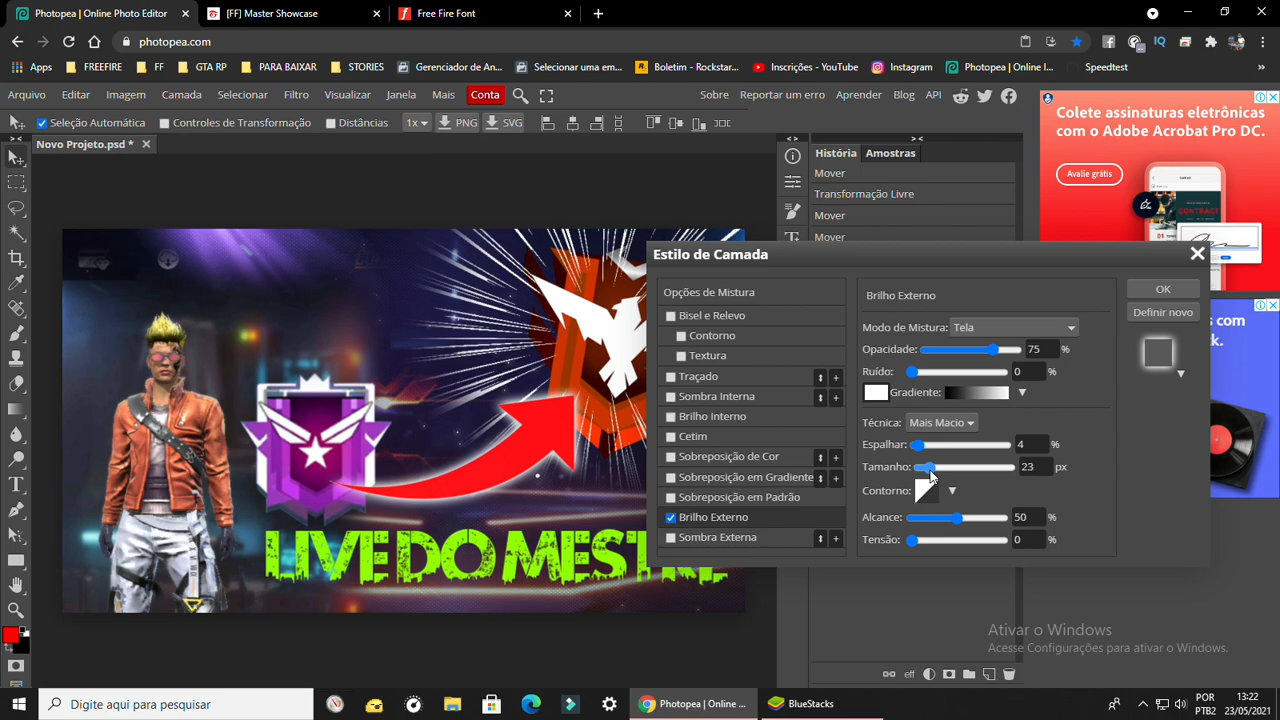 Photopea | Online Photo Editor
[FF] Master Showcase
Free Fire Font
photopea.com
Apps
FREEFIRE
FF
GTA RP
PARA BAIXAR
STORIES
Gerenciador de An...
Selecionar uma em...
Boletim - Rockstar...
Inscrições - YouTube
Instagram
Photopea | Online I...
Speedtest
»
Arquivo
Editar
Imagem
Camada
Selecionar
Filtro
Visualizar
Janela
Mais
Conta
Sobre
Reportar um erro
Aprender
Blog
API
Seleção Automática
Controles de Transformação
Distâ
1x
PNG
SVG
Novo Projeto.psd *
História
Amostras
Mover
Transformação Livre
Mover
Mover
Colete assinaturas eletrônicas
com o Adobe Acrobat Pro DC.
Avalie grátis
CONTRACT
s com
k.
Estilo de Camada
Opções de Mistura
Bisel e Relevo
Contorno
Textura
Traçado
Sombra Interna
Brilho Interno
Cetim
Sobreposição de Cor
Sobreposição em Gradiente
Sobreposição em Padrão
Brilho Externo
Sombra Externa
Brilho Externo
Modo de Mistura: Tela
Opacidade: 75 %
Ruído: 0 %
Gradiente:
Técnica: Mais Macio
Espalhar: 4 %
Tamanho: 23 px
Contorno:
Alcance: 50 %
Tensão: 0 %
OK
Definir novo
LIVE DO MESTRE
Ativar o Windows
Acesse Configurações para ativar o Windows.
eff
Digite aqui para pesquisar
Photopea | Online ...
BlueStacks
POR
PTB2
13:22
23/05/2021